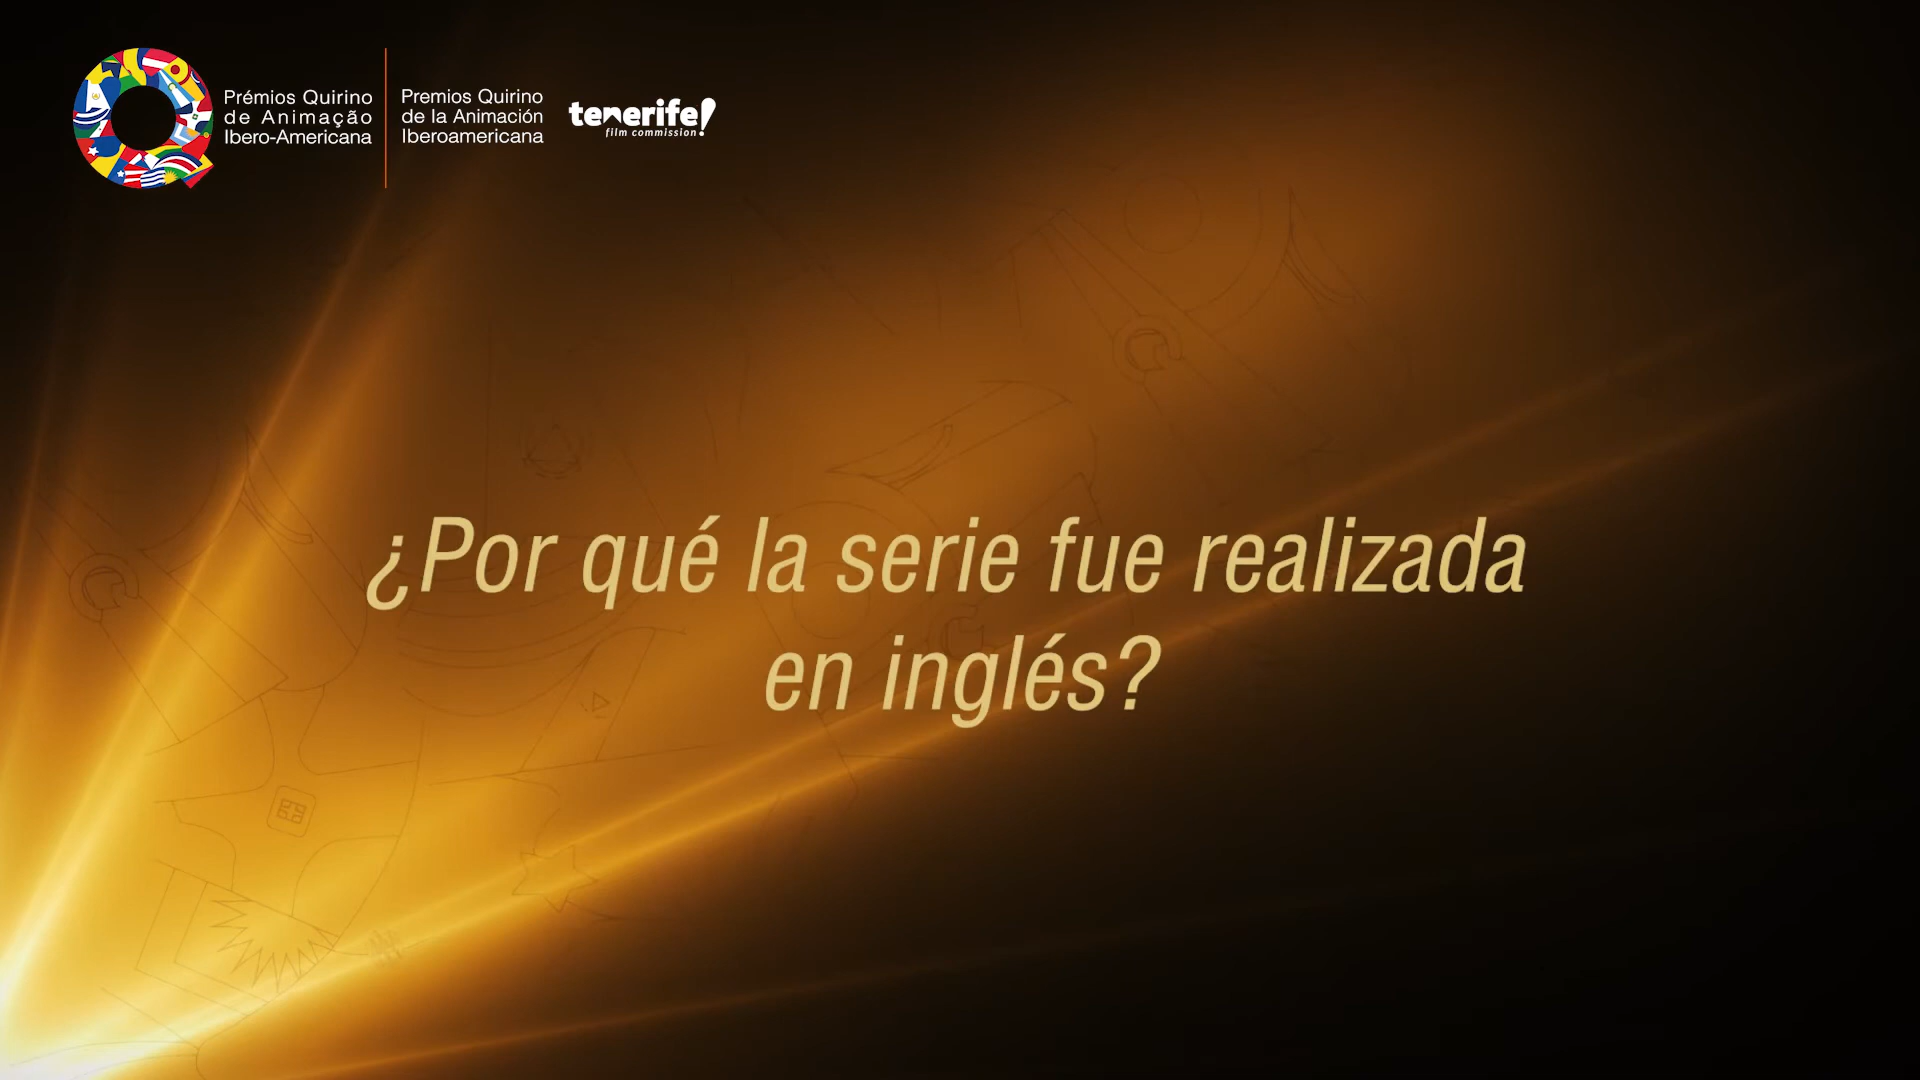 Prémios Quirino
de Animação
Ibero-Americana
Premios Quirino
de la Animación
Iberoamericana
tenerife!
film commission
¿Por qué la serie fue realizada
en inglés?